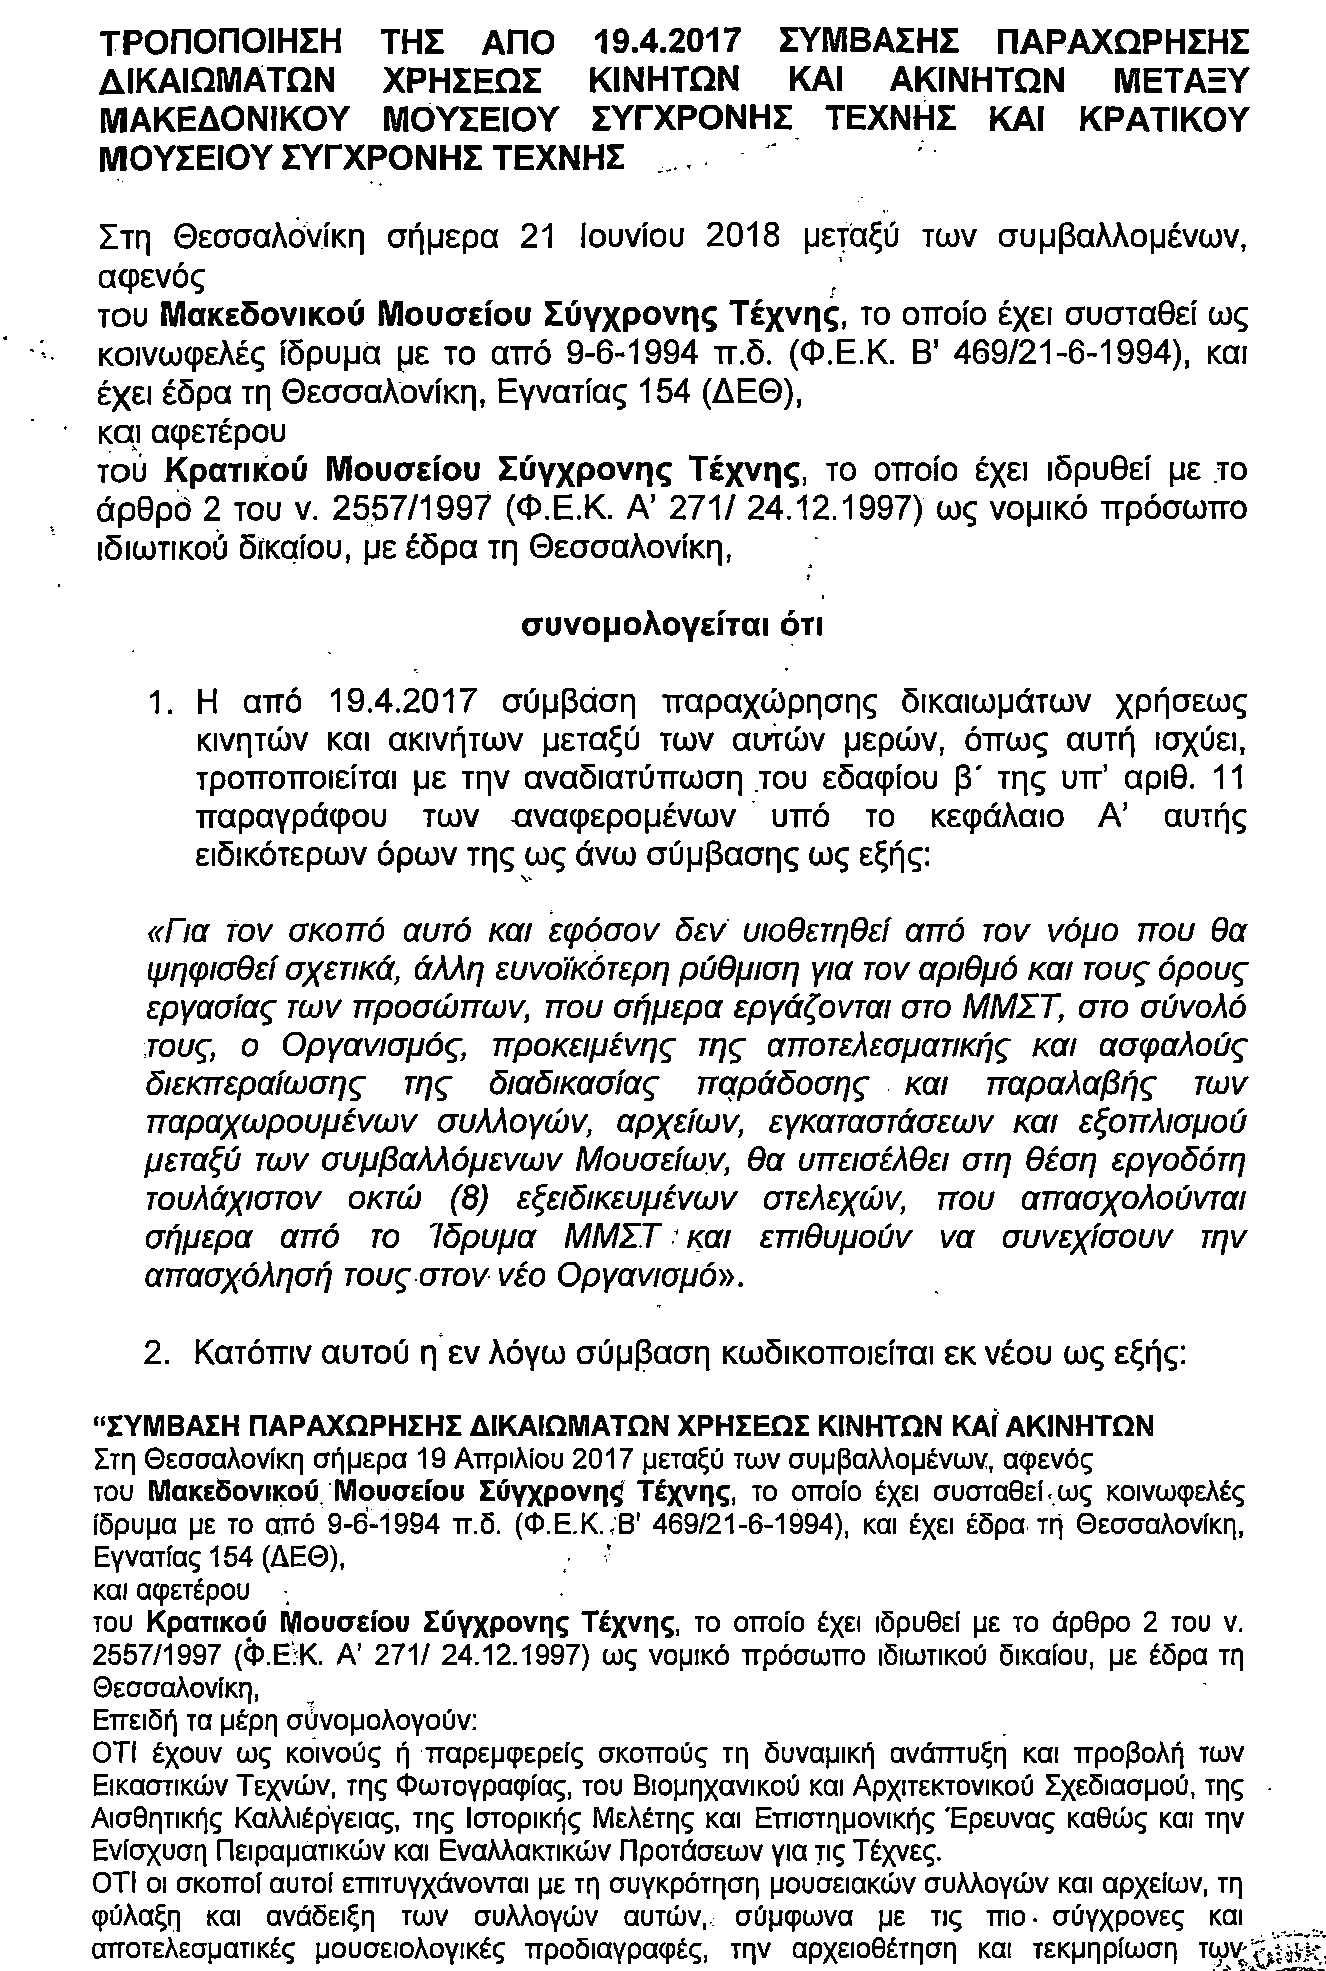 ΤΡΟΠΟΠΟΙΗΣΗ ΤΗΣ ΑΠΟ 19.4.2017 ΣΥΜΒΑΣΗΣ ΠΑΡΑΧΩΡΗΣΗΣ
ΔΙΚΑΙΩΜΑΤΩΝ ΧΡΗΣΕΩΣ ΚΙΝΗΤΩΝ ΚΑΙ ΑΚΙΝΗΤΩΝ ΜΕΤΑΞΥ
ΜΑΚΕΔΟΝΙΚΟΥ ΜΟΥΣΕΙΟΥ ΣΥΓΧΡΟΝΗΣ ΤΕΧΝΗΣ ΚΑΙ ΚΡΑΤΙΚΟΥ
ΜΟΥΣΕΙΟΥ ΣΥΓΧΡΟΝΗΣ ΤΕΧΝΗΣ
Στη Θεσσαλονίκη σήμερα 21 Ιουνίου 2018 μεταξύ των συμβαλλομένων,
αφενός
του Μακεδονικού Μουσείου Σύγχρονης Τέχνης, το οποίο έχει συσταθεί ως
κοινωφελές ίδρυμα με το από 9-6-1994 π.δ. (Φ.Ε.Κ. Β’ 469/21-6-1994), και
έχει έδρα τη Θεσσαλονίκη, Εγνατίας 154 (ΔΕΘ),
και αφετέρου
του Κρατικού Μουσείου Σύγχρονης Τέχνης, το οποίο έχει ιδρυθεί με το
άρθρο 2 του ν. 2557/1997 (Φ.Ε.Κ. Α’ 271/ 24.12.1997) ως νομικό πρόσωπο
ιδιωτικού δικαίου, με έδρα τη Θεσσαλονίκη,
συνομολογείται ότι
1. Η από 19.4.2017 σύμβαση παραχώρησης δικαιωμάτων χρήσεως
κινητών και ακινήτων μεταξύ των αυτών μερών, όπως αυτή ισχύει,
τροποποιείται με την αναδιατύπωση του εδαφίου β΄ της υπ’ αριθ. 11
παραγράφου των αναφερομένων υπό το κεφάλαιο Α’ αυτής
ειδικότερων όρων της ως άνω σύμβασης ως εξής:
«Για τον σκοπό αυτό και εφόσον δεν υιοθετηθεί από τον νόμο που θα
ψηφισθεί σχετικά, άλλη ευνοϊκότερη ρύθμιση για τον αριθμό και τους όρους
εργασίας των προσώπων, που σήμερα εργάζονται στο ΜΜΣΤ, στο σύνολό
τους, ο Οργανισμός, προκειμένης της αποτελεσματικής και ασφαλούς
διεκπεραίωσης της διαδικασίας παράδοσης και παραλαβής των
παραχωρουμένων συλλογών, αρχείων, εγκαταστάσεων και εξοπλισμού
μεταξύ των συμβαλλόμενων Μουσείων, θα υπεισέλθει στη θέση εργοδότη
τουλάχιστον οκτώ (8) εξειδικευμένων στελεχών, που απασχολούνται
σήμερα από το Ίδρυμα ΜΜΣΤ και επιθυμούν να συνεχίσουν την
απασχόλησή τους στον νέο Οργανισμό».
2. Κατόπιν αυτού η εν λόγω σύμβαση κωδικοποιείται εκ νέου ως εξής:
“ΣΥΜΒΑΣΗ ΠΑΡΑΧΩΡΗΣΗΣ ΔΙΚΑΙΩΜΑΤΩΝ ΧΡΗΣΕΩΣ ΚΙΝΗΤΩΝ ΚΑΙ ΑΚΙΝΗΤΩΝ
Στη Θεσσαλονίκη σήμερα 19 Απριλίου 2017 μεταξύ των συμβαλλομένων, αφενός
του Μακεδονικού Μουσείου Σύγχρονης Τέχνης, το οποίο έχει συσταθεί ως κοινωφελές
ίδρυμα με το από 9-6-1994 π.δ. (Φ.Ε.Κ. Β’ 469/21-6-1994), και έχει έδρα τη Θεσσαλονίκη,
Εγνατίας 154 (ΔΕΘ),
και αφετέρου
του Κρατικού Μουσείου Σύγχρονης Τέχνης, το οποίο έχει ιδρυθεί με το άρθρο 2 του ν.
2557/1997 (Φ.Ε.Κ. Α’ 271/ 24.12.1997) ως νομικό πρόσωπο ιδιωτικού δικαίου, με έδρα τη
Θεσσαλονίκη,
Επειδή τα μέρη συνομολογούν:
ΟΤΙ έχουν ως κοινούς ή παρεμφερείς σκοπούς τη δυναμική ανάπτυξη και προβολή των
Εικαστικών Τεχνών, της Φωτογραφίας, του Βιομηχανικού και Αρχιτεκτονικού Σχεδιασμού, της
Αισθητικής Καλλιέργειας, της Ιστορικής Μελέτης και Επιστημονικής Έρευνας καθώς και την
Ενίσχυση Πειραματικών και Εναλλακτικών Προτάσεων για τις Τέχνες.
ΟΤΙ οι σκοποί αυτοί επιτυγχάνονται με τη συγκρότηση μουσειακών συλλογών και αρχείων, τη
φύλαξη και ανάδειξη των συλλογών αυτών, σύμφωνα με τις πιο σύγχρονες και
αποτελεσματικές μουσειολογικές προδιαγραφές, την αρχειοθέτηση και τεκμηρίωση των